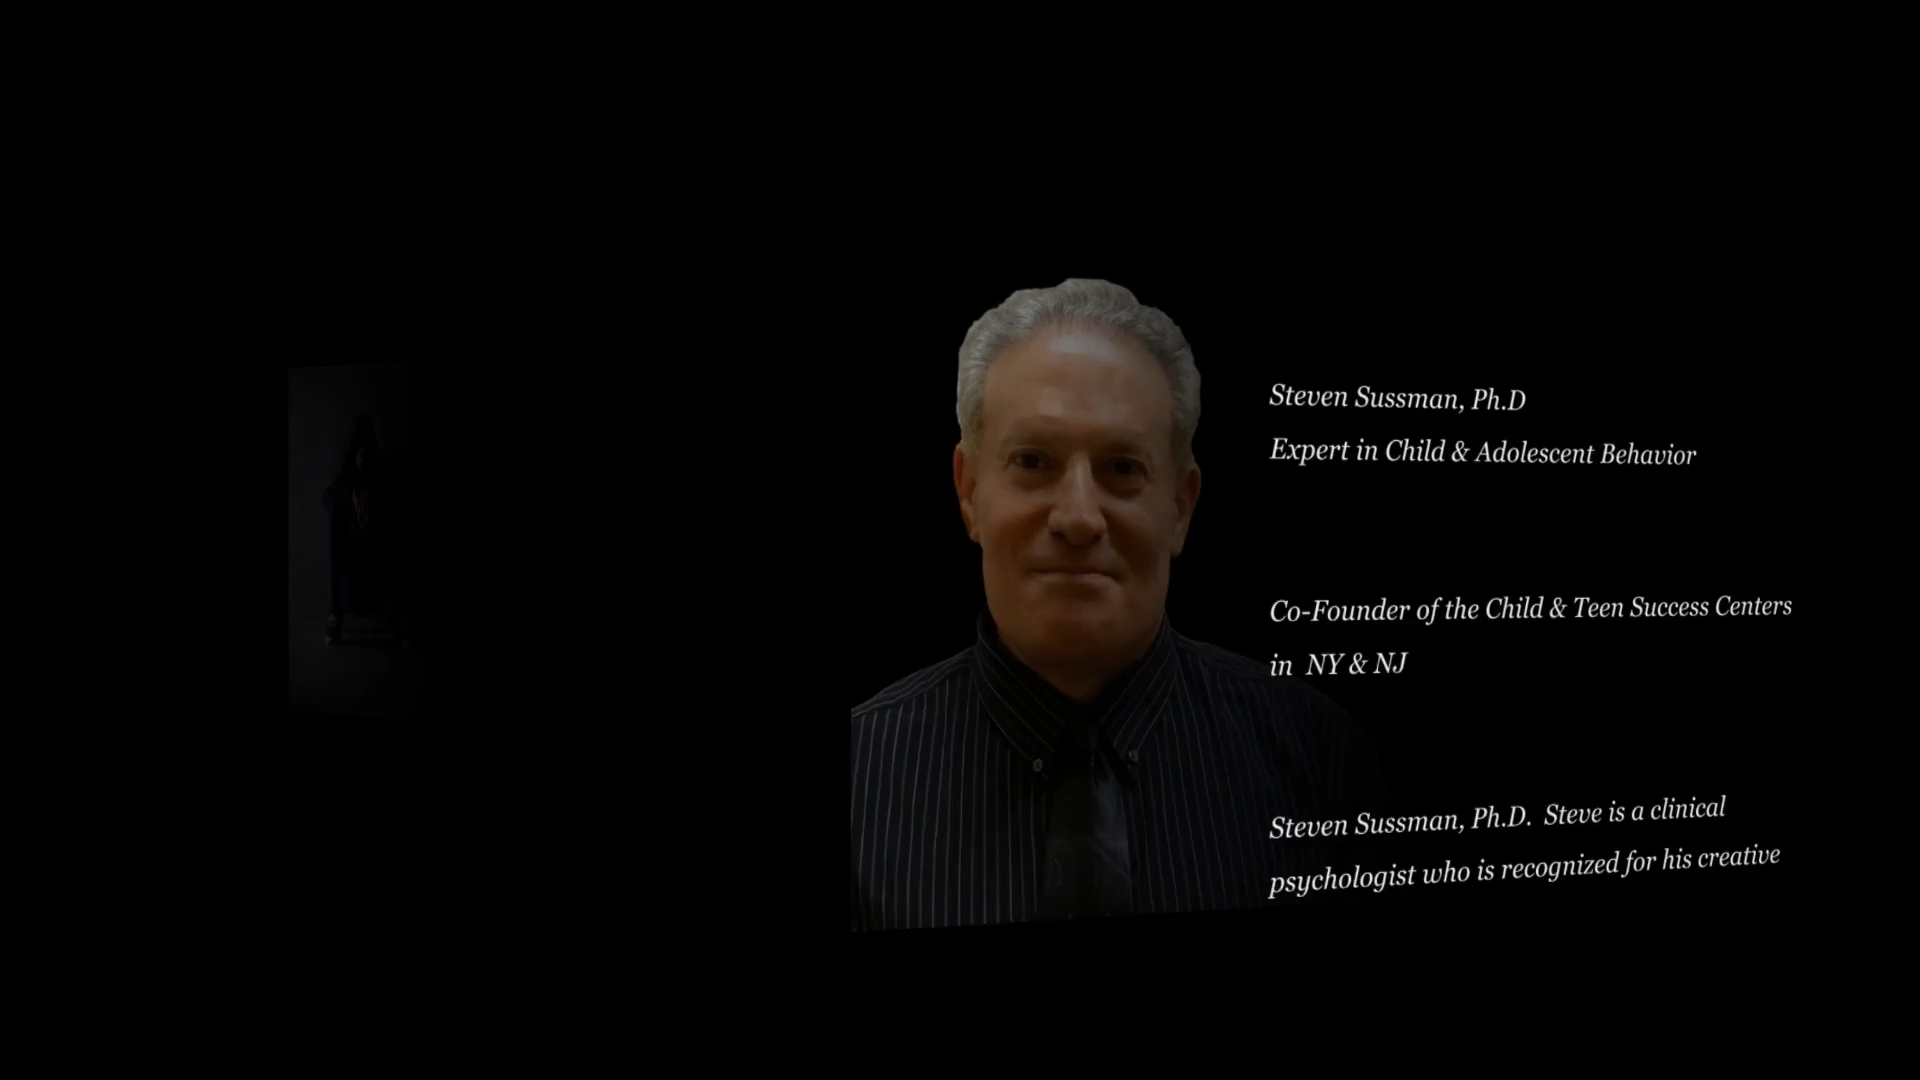 Steven Sussman, Ph.D
Expert in Child & Adolescent Behavior
Co-Founder of the Child & Teen Success Centers
in NY & NJ
Steven Sussman, Ph.D. Steve is a clinical
psychologist who is recognized for his creative